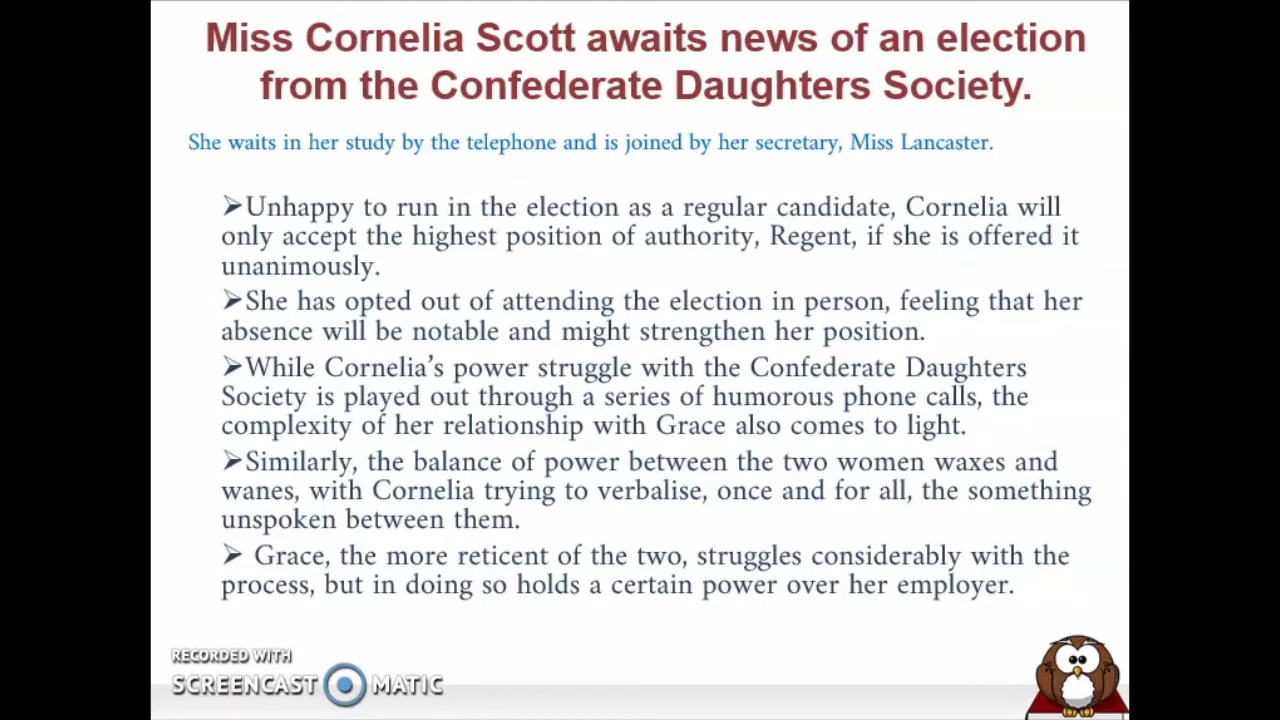 Miss Cornelia Scott awaits news of an election
from the Confederate Daughters Society.
She waits in her study by the telephone and is joined by her secretary, Miss Lancaster.
➢Unhappy to run in the election as a regular candidate, Cornelia will
only accept the highest position of authority, Regent, if she is offered it
unanimously.
➢She has opted out of attending the election in person, feeling that her
absence will be notable and might strengthen her position.
➢While Cornelia’s power struggle with the Confederate Daughters
Society is played out through a series of humorous phone calls, the
complexity of her relationship with Grace also comes to light.
➢Similarly, the balance of power between the two women waxes and
wanes, with Cornelia trying to verbalise, once and for all, the something
unspoken between them.
➢ Grace, the more reticent of the two, struggles considerably with the
process, but in doing so holds a certain power over her employer.
RECORDED WITH
SCREENCAST MATIC